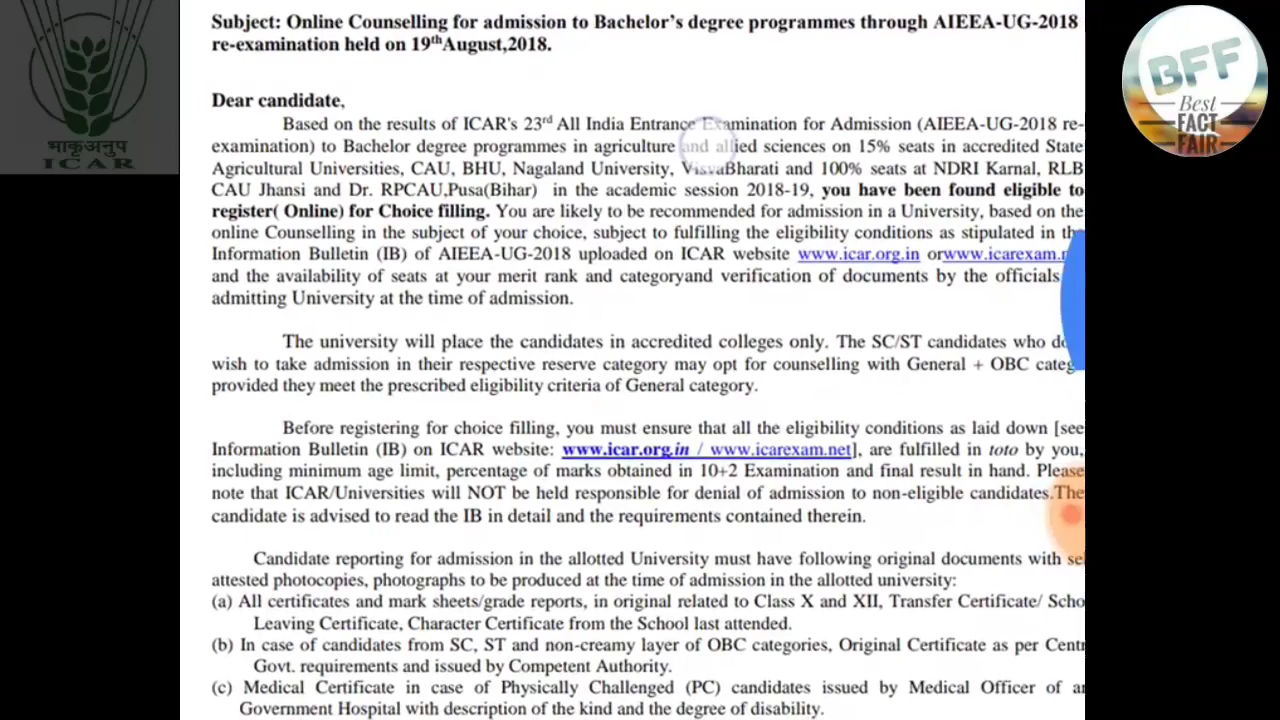 Subject: Online Counselling for admission to Bachelor's degree programmes through AIEEA-UG-2018
re-examination held on 19thAugust,2018.
Dear candidate,
Based on the results of ICAR's 23rd All India Entrance Examination for Admission (AIEEA-UG-2018 re-
examination) to Bachelor degree programmes in agriculture and allied sciences on 15% seats in accredited State
Agricultural Universities, CAU, BHU, Nagaland University, VisvaBharati and 100% seats at NDRI Karnal, RLB
CAU Jhansi and Dr. RPCAU,Pusa(Bihar) in the academic session 2018-19, you have been found eligible to
register( Online) for Choice filling. You are likely to be recommended for admission in a University, based on the
online Counselling in the subject of your choice, subject to fulfilling the eligibility conditions as stipulated in the
Information Bulletin (IB) of AIEEA-UG-2018 uploaded on ICAR website www.icar.org.in orwww.icarexam.n
and the availability of seats at your merit rank and categoryand verification of documents by the officials
admitting University at the time of admission.
The university will place the candidates in accredited colleges only. The SC/ST candidates who do
wish to take admission in their respective reserve category may opt for counselling with General + OBC categ
provided they meet the prescribed eligibility criteria of General category.
Before registering for choice filling, you must ensure that all the eligibility conditions as laid down [see
Information Bulletin (IB) on ICAR website: www.icar.org.in / www.icarexam.net], are fulfilled in toto by you,
including minimum age limit, percentage of marks obtained in 10+2 Examination and final result in hand. Please
note that ICAR/Universities will NOT be held responsible for denial of admission to non-eligible candidates.The
candidate is advised to read the IB in detail and the requirements contained therein.
Candidate reporting for admission in the allotted University must have following original documents with sel
attested photocopies, photographs to be produced at the time of admission in the allotted university:
(a) All certificates and mark sheets/grade reports, in original related to Class X and XII, Transfer Certificate/ Scho
Leaving Certificate, Character Certificate from the School last attended.
(b) In case of candidates from SC, ST and non-creamy layer of OBC categories, Original Certificate as per Centr
Govt. requirements and issued by Competent Authority.
(c) Medical Certificate in case of Physically Challenged (PC) candidates issued by Medical Officer of an
Government Hospital with description of the kind and the degree of disability.
भाकृअनुप
ICAR
BFF
Best
FACT
FAIR